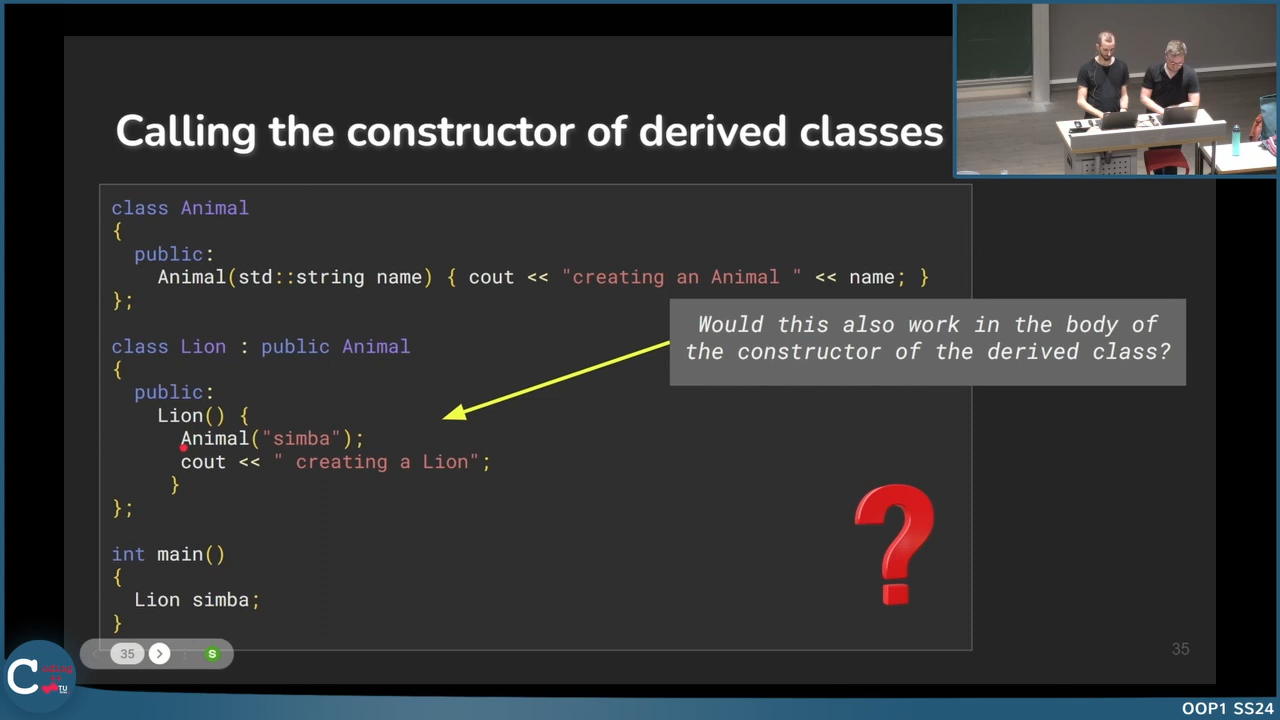 Calling the constructor of derived classes
class Animal
{
public:
Animal(std::string name) { cout << "creating an Animal " << name; }
};
Would this also work in the body of
the constructor of the derived class?
class Lion : public Animal
{
public:
Lion() {
Animal("simba");
cout << " creating a Lion";
}
};
int main()
{
Lion simba;
}
35
S
35
C
TU
OOP1 SS24